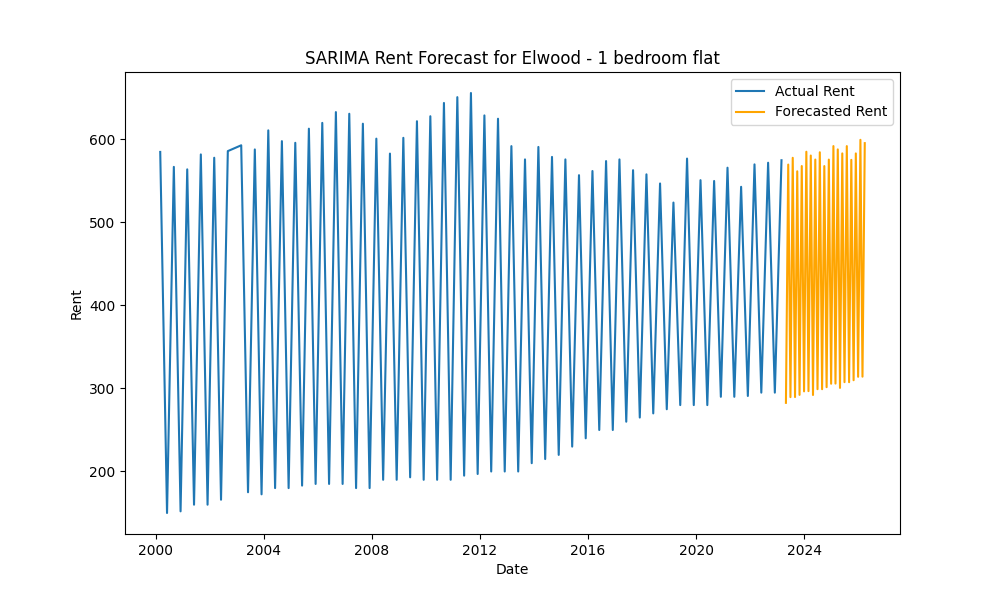 SARIMA Rent Forecast for Elwood - 1 bedroom flat
Actual Rent
Forecasted Rent
600
500
400
300
200
Rent
2000 2004 2008 2012 2016 2020 2024
Date